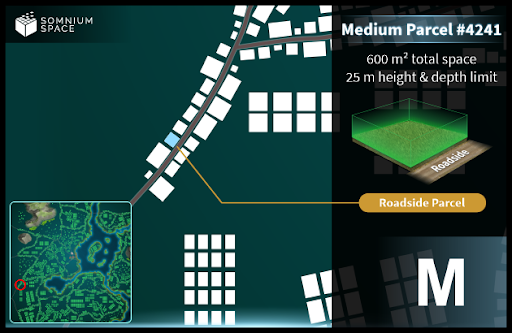 SOMNIUM
SPACE
Medium Parcel #4241
600 m² total space
25 m height & depth limit
Roadside
Roadside Parcel
M